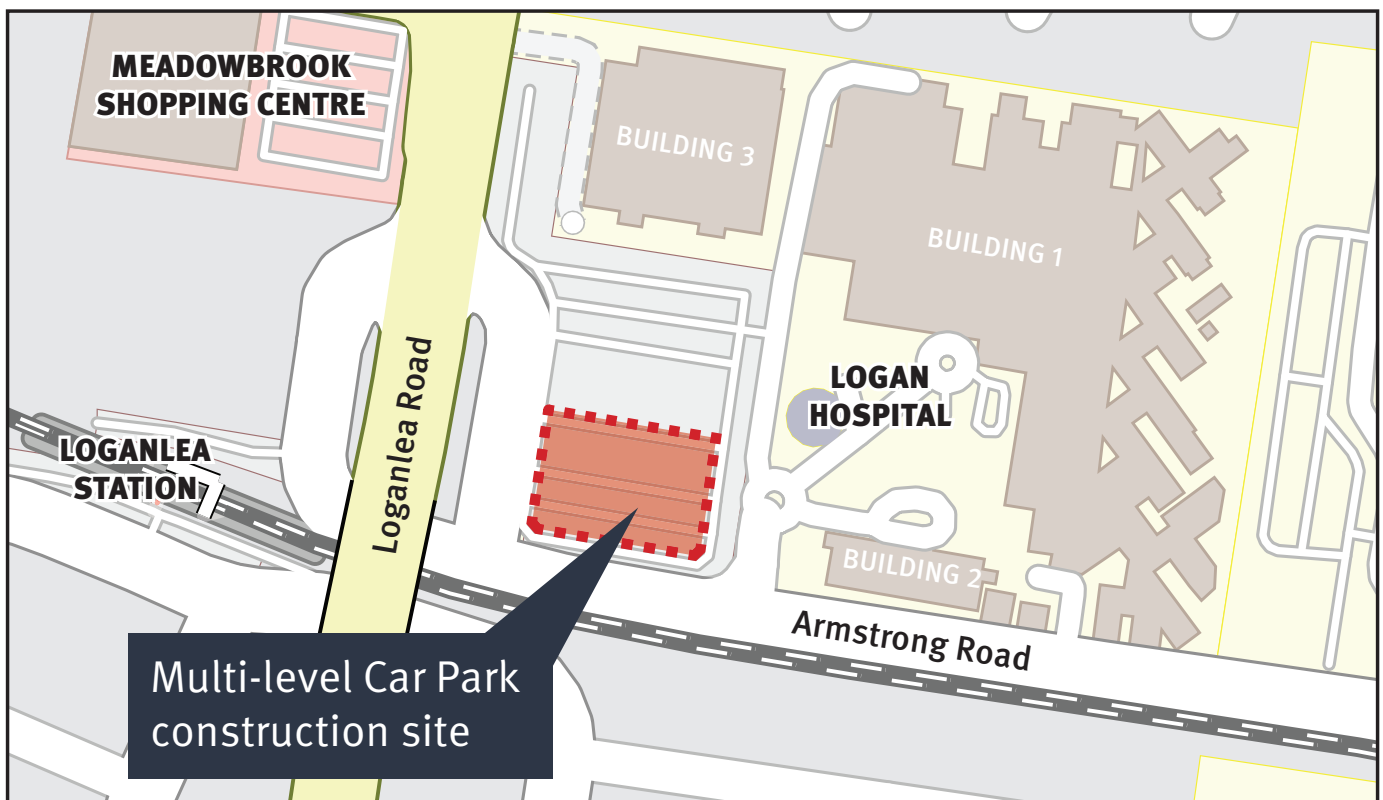 MEADOWBROOK
SHOPPING CENTRE
BUILDING 3
BUILDING 1
Loganlea Road
LOGAN
HOSPITAL
LOGANLEA
STATION
BUILDING 2
Armstrong Road
Multi-level Car Park
construction site